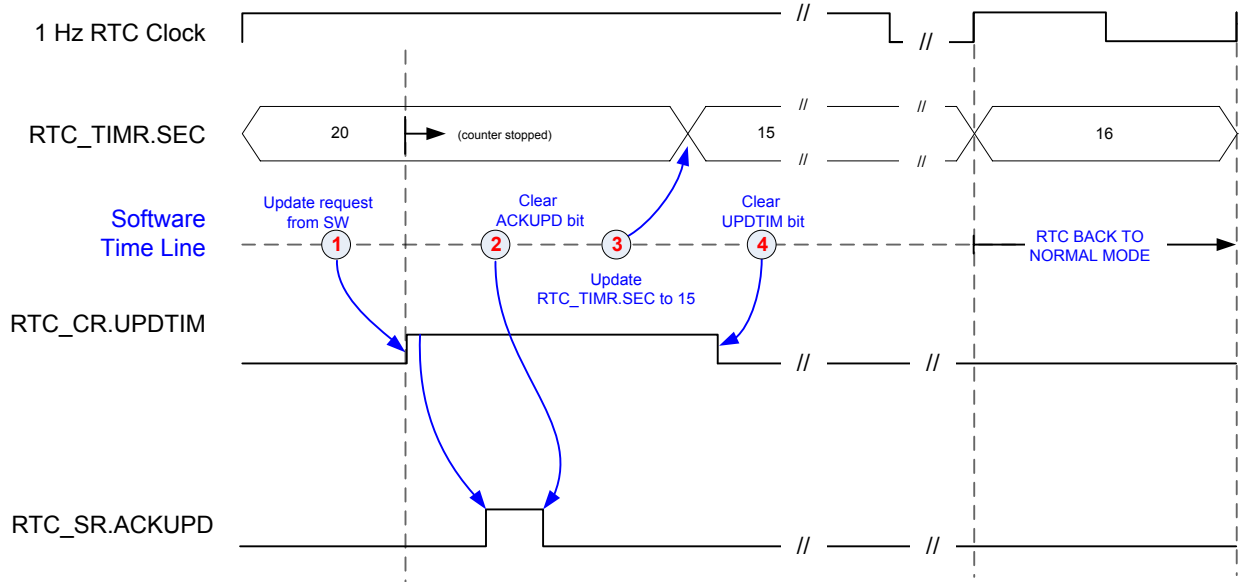 1 Hz RTC Clock
//
//
RTC_TIMR.SEC
20
(counter stopped)
15
//
//
//
//
16
Software
Time Line
Update request
from SW
1
Clear
ACKUPD bit
2
3
Update
RTC_TIMR.SEC to 15
Clear
UPDTIM bit
4
RTC BACK TO
NORMAL MODE
RTC_CR.UPDTIM
//
//
RTC_SR.ACKUPD
//
//